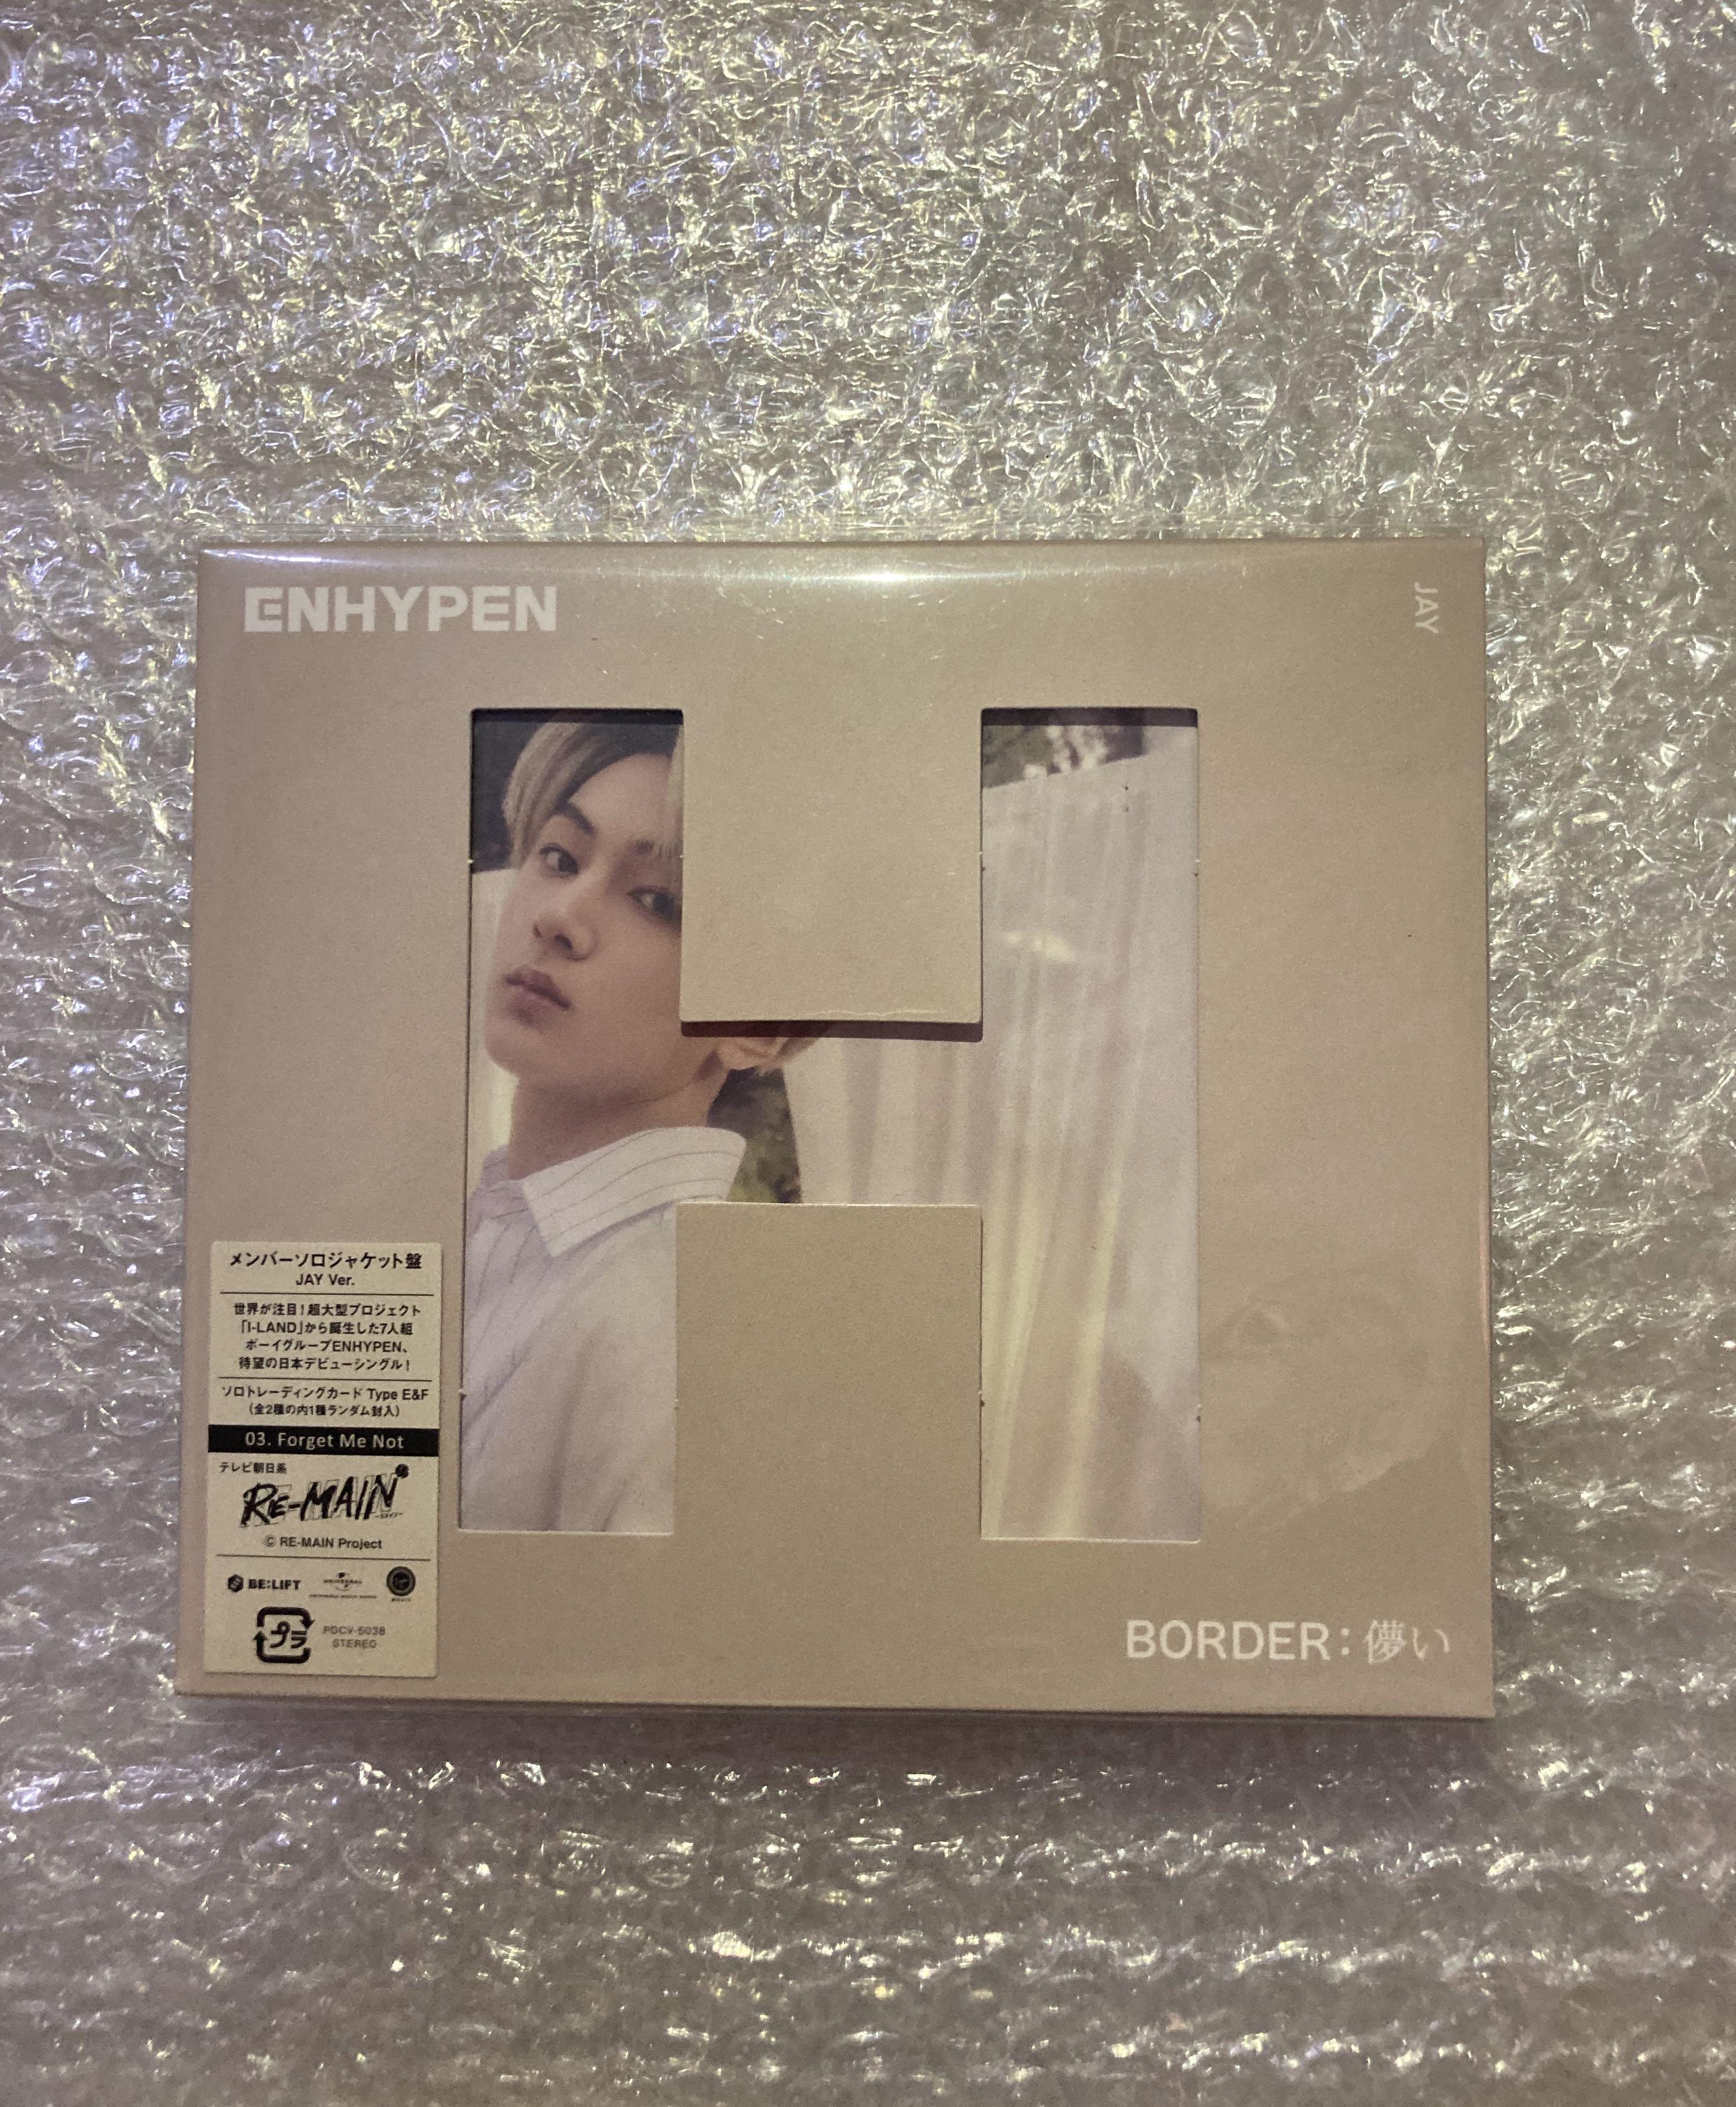 ENHYPEN
JAY
メンバーソロジャケット盤
JAY Ver.
世界が注目！超大型プロジェクト
「I-LAND」から誕生した7人組
ボーイグループENHYPEN、
待望の日本デビューシングル！
ソロトレーディングカード Type E&F
（全2種の内1種ランダム封入）
03. Forget Me Not
テレビ朝日系
RE-MAIN
© RE-MAIN Project
BE:LIFT
UNIVERSAL
プラ
PDCV-5038
STEREO
BORDER : 儚い